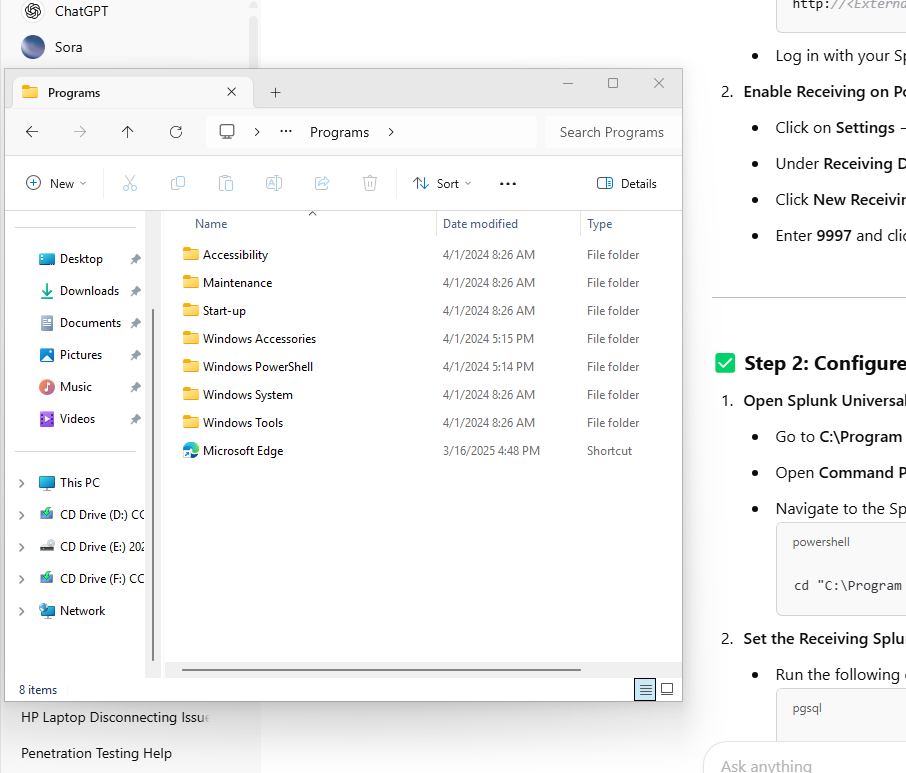 ChatGPT
Sora
Programs
Programs
Search Programs
New
Sort
Details
Name Date modified Type
Desktop
Downloads
Documents
Pictures
Music
Videos
This PC
CD Drive (D:) CC
CD Drive (E:) 202
CD Drive (F:) CC
Network
Accessibility 4/1/2024 8:26 AM File folder
Maintenance 4/1/2024 8:26 AM File folder
Start-up 4/1/2024 8:26 AM File folder
Windows Accessories 4/1/2024 5:15 PM File folder
Windows PowerShell 4/1/2024 5:14 PM File folder
Windows System 4/1/2024 8:26 AM File folder
Windows Tools 4/1/2024 8:26 AM File folder
Microsoft Edge 3/16/2025 4:48 PM Shortcut
8 items
HP Laptop Disconnecting Issue
Penetration Testing Help
http://<Externa
Log in with your Sp
2. Enable Receiving on Po
Click on Settings –
Under Receiving D
Click New Receivin
Enter 9997 and clic
Step 2: Configure
1. Open Splunk Universal
Go to C:\Program
Open Command P
Navigate to the Sp
powershell
cd "C:\Program
2. Set the Receiving Splu
Run the following
pgsql
Ask anything